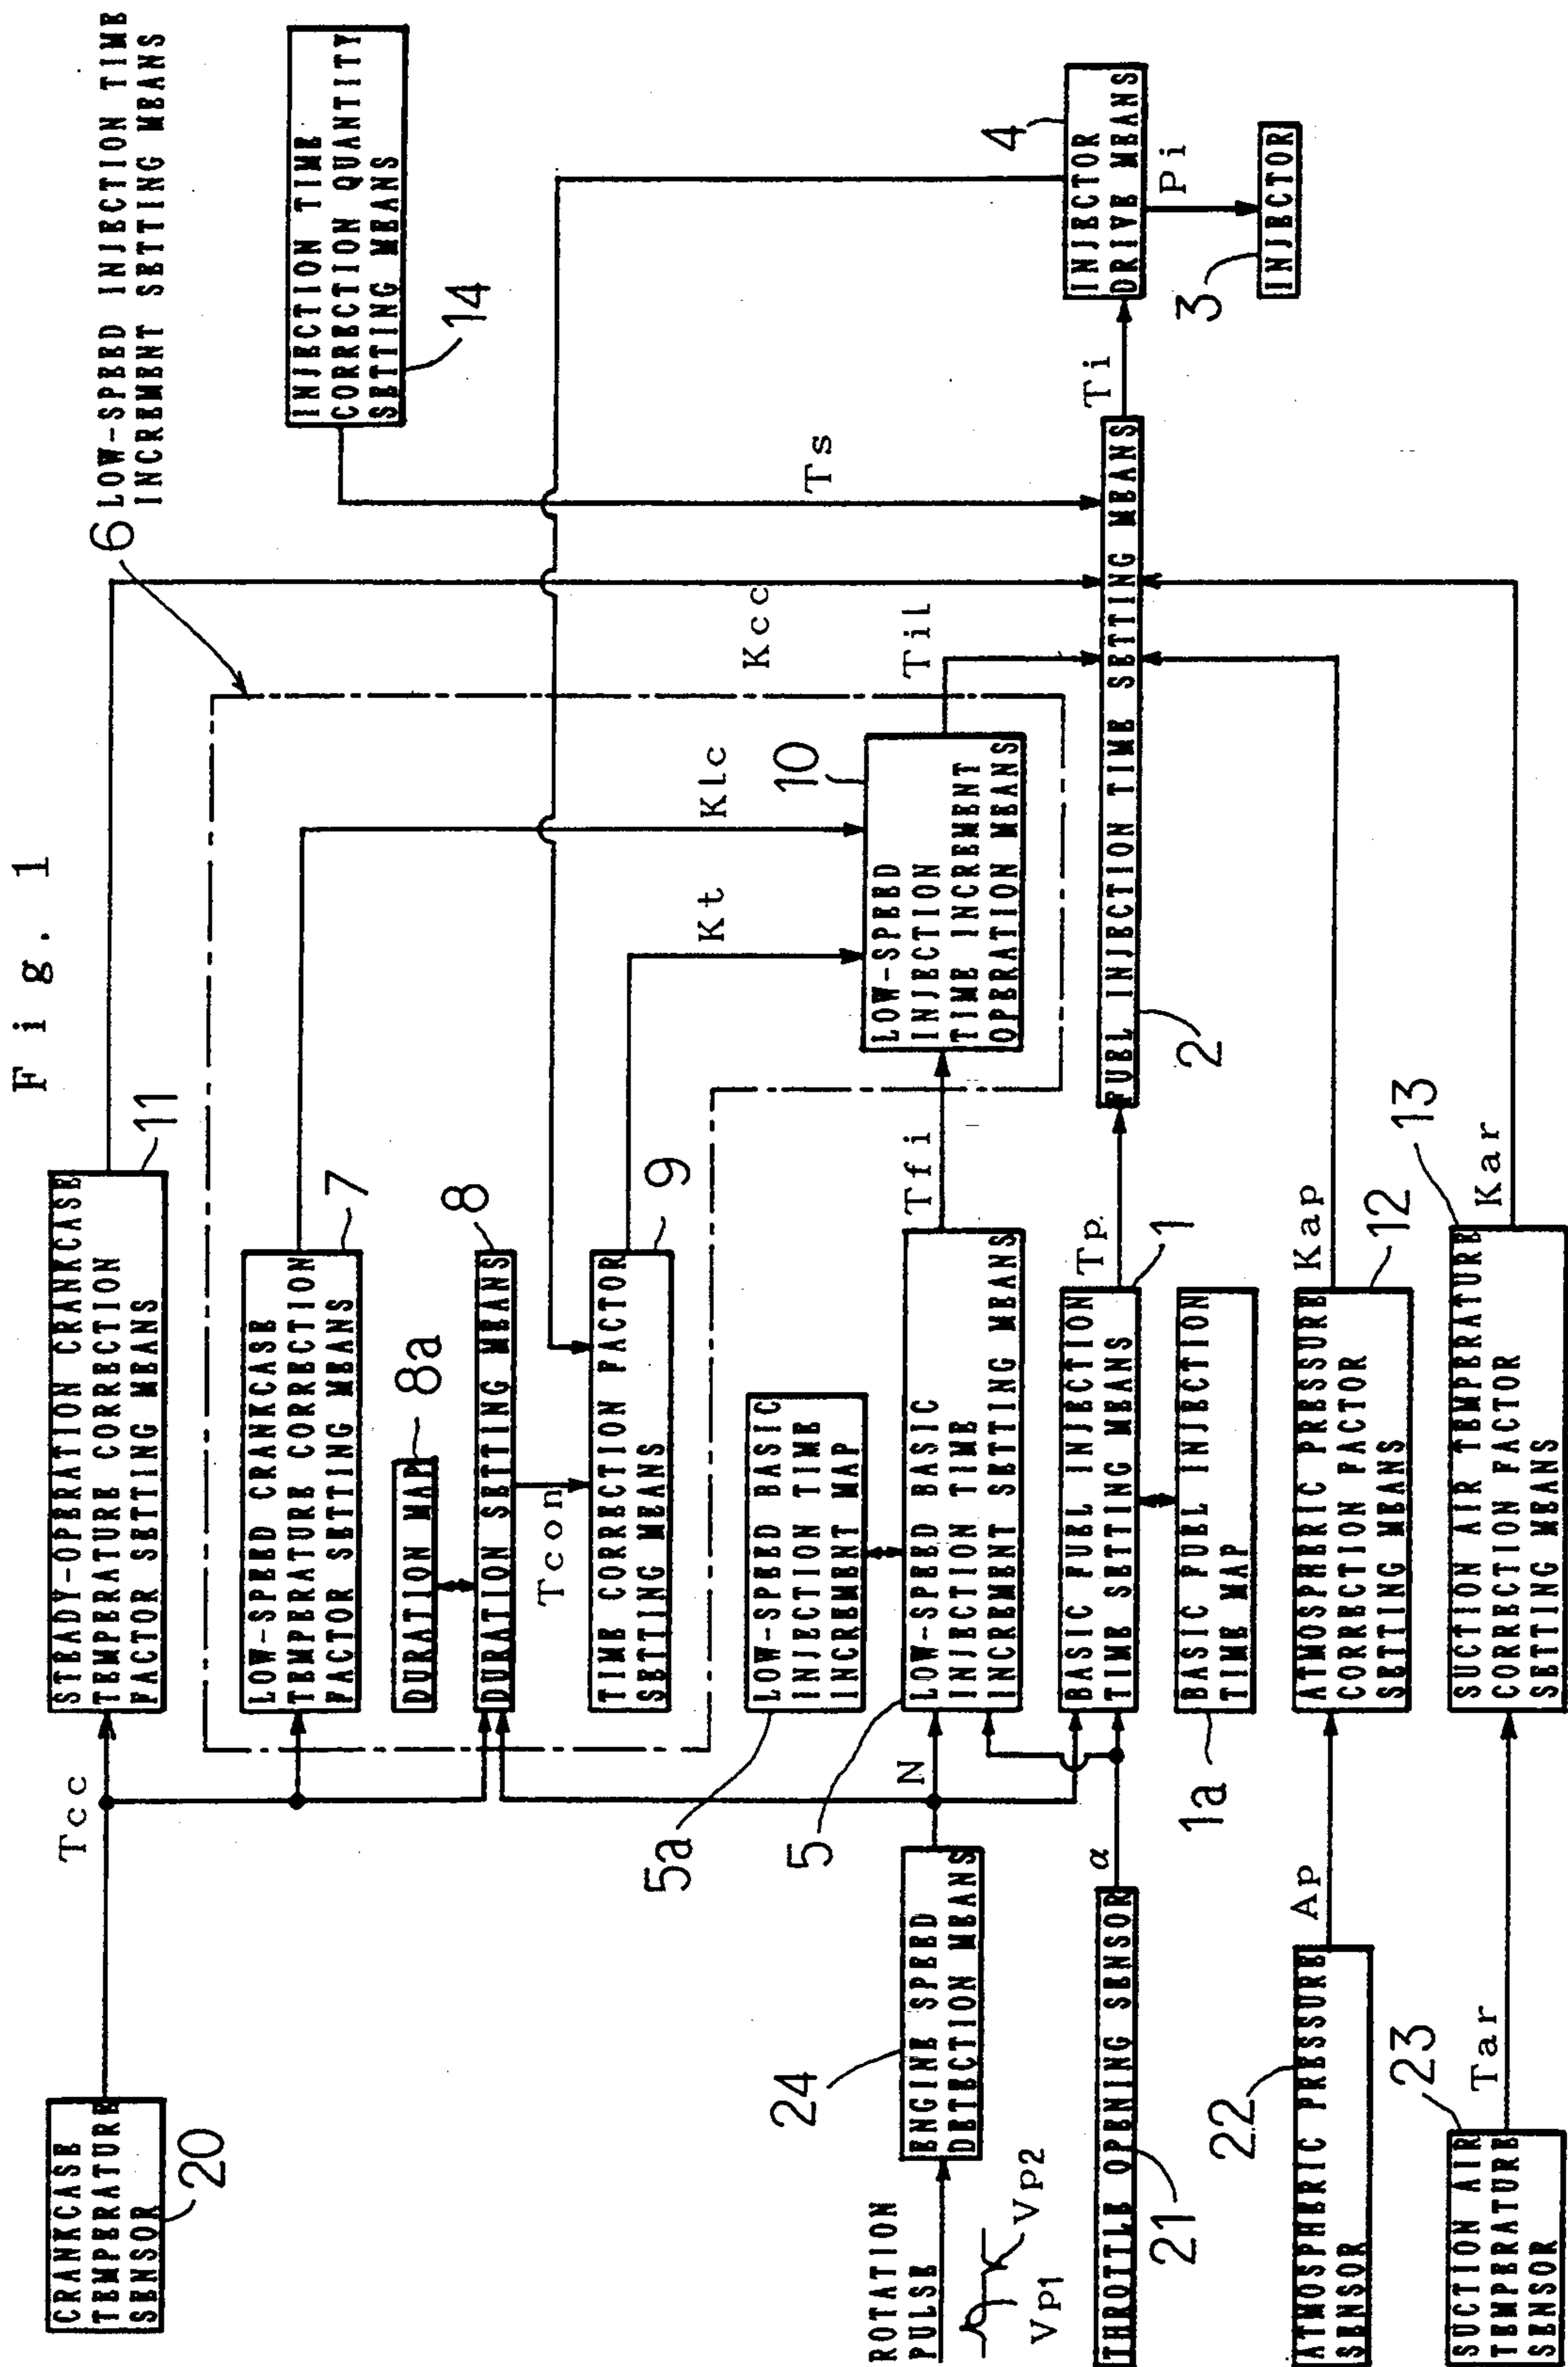 Fig. 1
CRANKCASE
TEMPERATURE
SENSOR
20
Tcc
STEADY-OPERATION CRANKCASE
TEMPERATURE CORRECTION
FACTOR SETTING MEANS
11
6
LOW-SPEED INJECTION TIME
INCREMENT SETTING MEANS
LOW-SPEED CRANKCASE
TEMPERATURE CORRECTION
FACTOR SETTING MEANS
7
INJECTION TIME
CORRECTION QUANTITY
SETTING MEANS
14
DURATION MAP
8a
DURATION SETTING MEANS
8
Tcon
TIME CORRECTION FACTOR
SETTING MEANS
9
Kt
Klc
Kcc
Ts
LOW-SPEED BASIC
INJECTION TIME
INCREMENT MAP
5a
ROTATION
PULSE
Vp1
Vp2
ENGINE SPEED
DETECTION MEANS
24
N
LOW-SPEED BASIC
INJECTION TIME
INCREMENT SETTING MEANS
5
Tfi
LOW-SPEED
INJECTION
TIME INCREMENT
OPERATION MEANS
10
Til
THROTTLE OPENING SENSOR
21
α
BASIC FUEL INJECTION
TIME SETTING MEANS
1
Tp
FUEL INJECTION TIME SETTING MEANS
2
Ti
INJECTOR
DRIVE MEANS
4
Pi
BASIC FUEL INJECTION
TIME MAP
1a
INJECTOR
3
ATMOSPHERIC PRESSURE
SENSOR
22
Ap
ATMOSPHERIC PRESSURE
CORRECTION FACTOR
SETTING MEANS
12
Kap
SUCTION AIR
TEMPERATURE
SENSOR
23
Tar
SUCTION AIR TEMPERATURE
CORRECTION FACTOR
SETTING MEANS
13
Kar